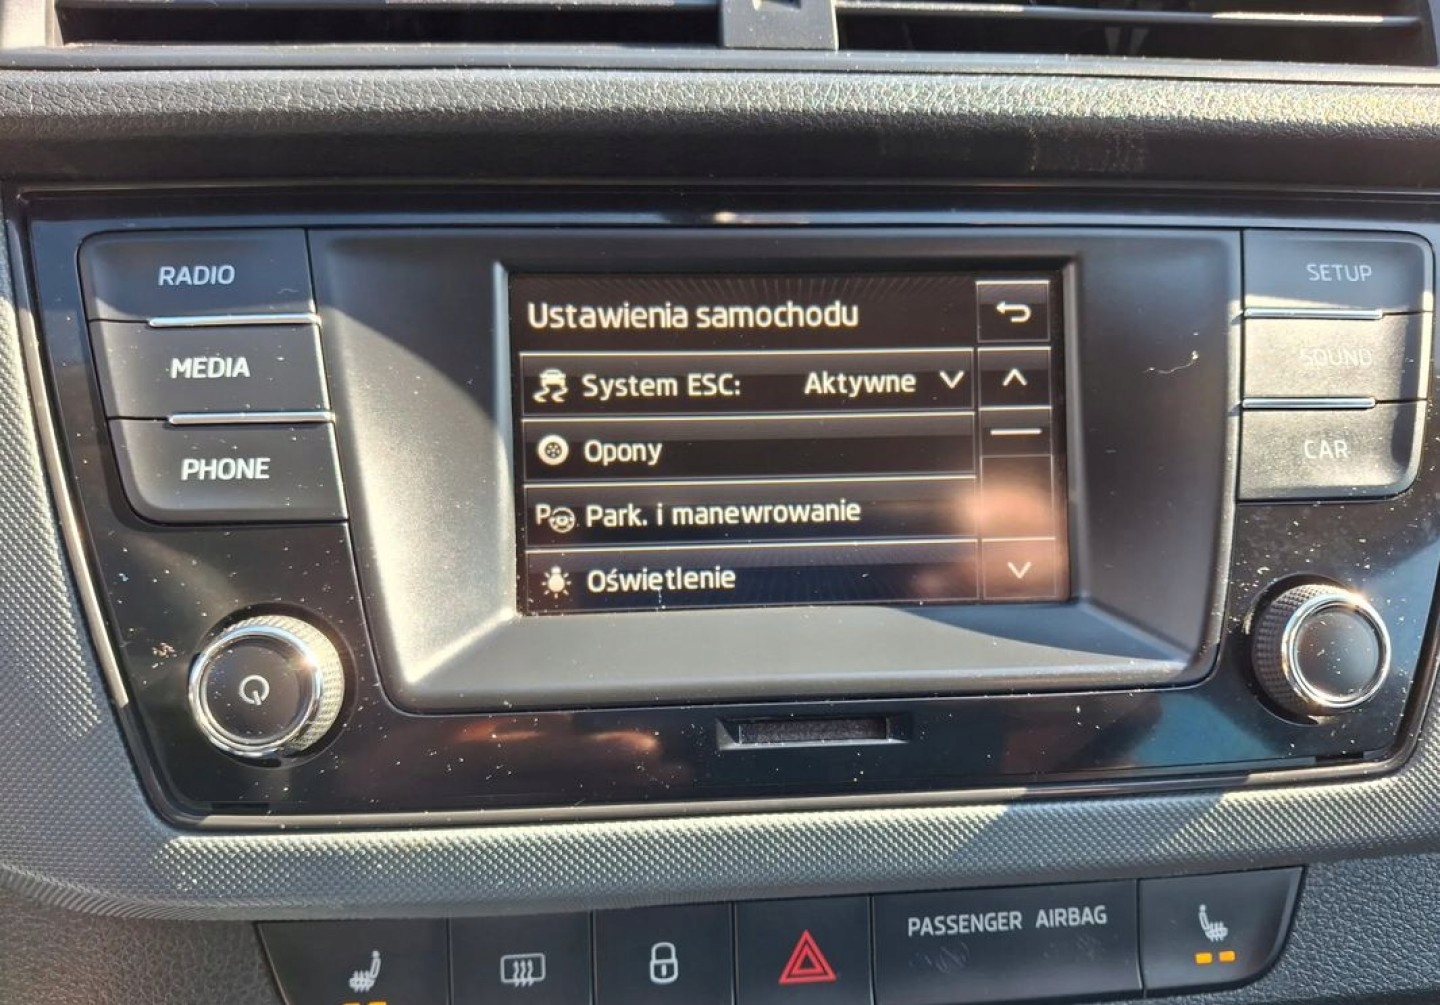 RADIO
MEDIA
PHONE
Ustawienia samochodu
System ESC: Aktywne
Opony
Park. i manewrowanie
Oświetlenie
SETUP
SOUND
CAR
PASSENGER AIRBAG